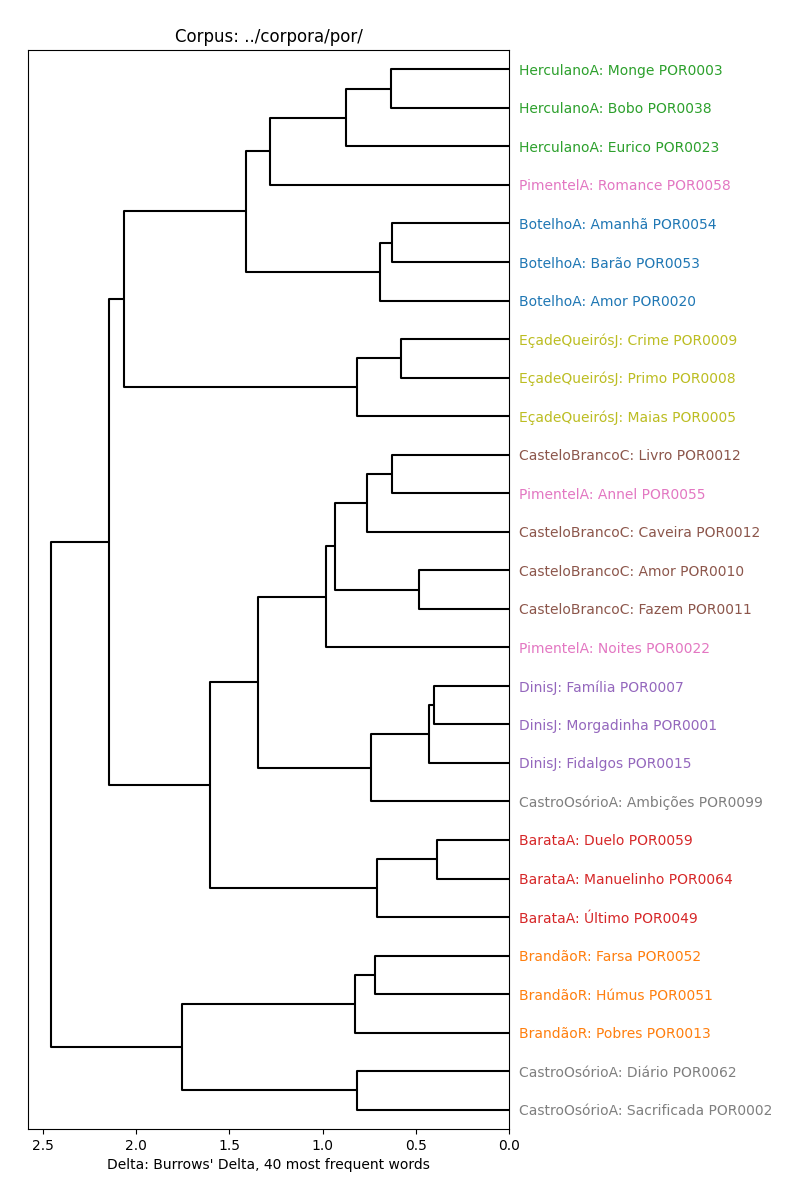 Corpus: ../corpora/por/
HerculanoA: Monge POR0003
HerculanoA: Bobo POR0038
HerculanoA: Eurico POR0023
PimentelA: Romance POR0058
BotelhoA: Amanhã POR0054
BotelhoA: Barão POR0053
BotelhoA: Amor POR0020
EçadeQueirósJ: Crime POR0009
EçadeQueirósJ: Primo POR0008
EçadeQueirósJ: Maias POR0005
CasteloBrancoC: Livro POR0012
PimentelA: Annel POR0055
CasteloBrancoC: Caveira POR0012
CasteloBrancoC: Amor POR0010
CasteloBrancoC: Fazem POR0011
PimentelA: Noites POR0022
DinisJ: Família POR0007
DinisJ: Morgadinha POR0001
DinisJ: Fidalgos POR0015
CastroOsórioA: Ambições POR0099
BarataA: Duelo POR0059
BarataA: Manuelinho POR0064
BarataA: Último POR0049
BrandãoR: Farsa POR0052
BrandãoR: Húmus POR0051
BrandãoR: Pobres POR0013
CastroOsórioA: Diário POR0062
CastroOsórioA: Sacrificada POR0002
2.5 2.0 1.5 1.0 0.5 0.0
Delta: Burrows' Delta, 40 most frequent words